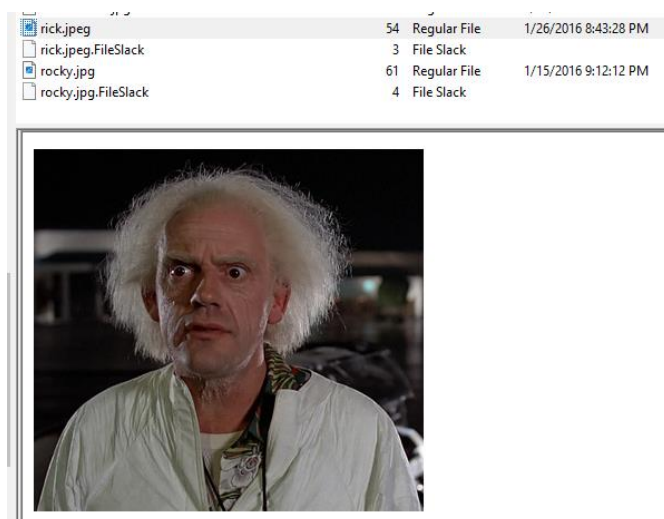 rick.jpeg 54 Regular File 1/26/2016 8:43:28 PM
rick.jpeg.FileSlack 3 File Slack
rocky.jpg 61 Regular File 1/15/2016 9:12:12 PM
rocky.jpg.FileSlack 4 File Slack